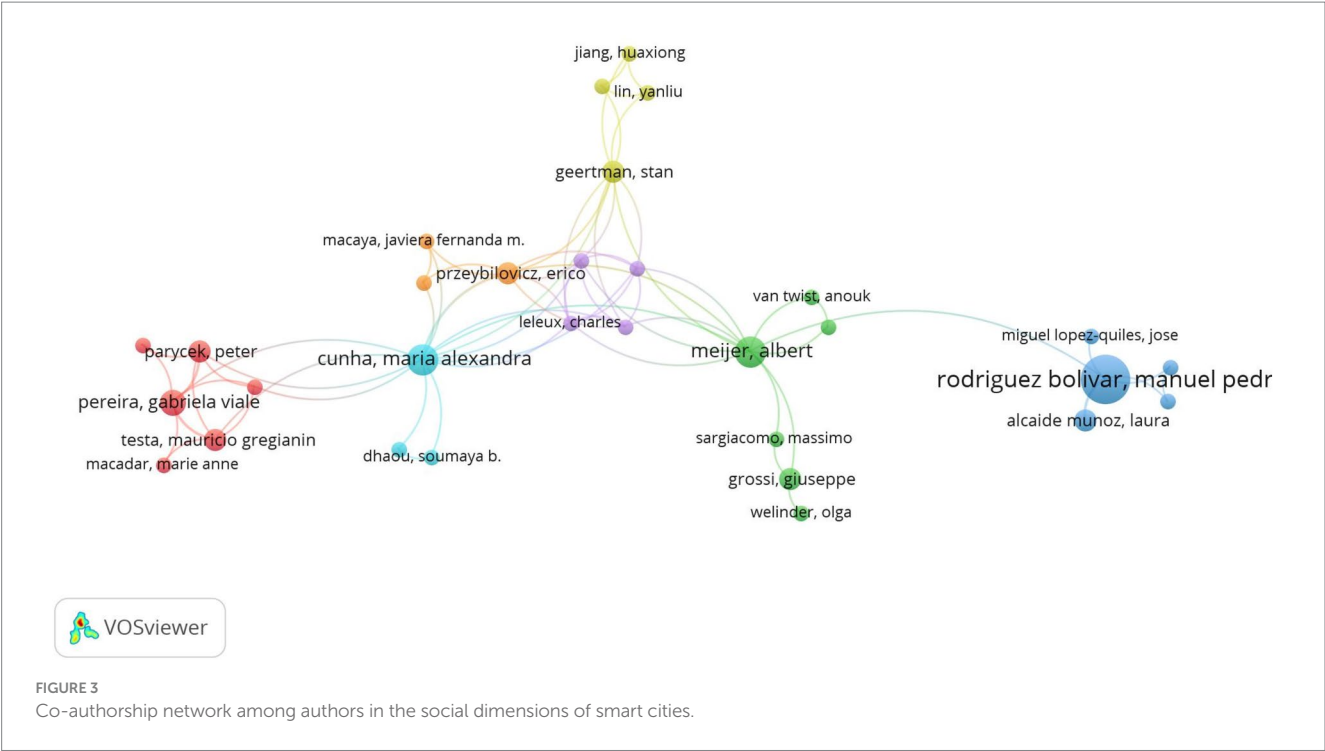 jiang, huaxiong
lin, yanliu
geertman, stan
macaya, javiera fernanda m.
przeybilovicz, erico
van twist, anouk
leleux, charles
miguel lopez-quiles, jose
parycek, peter
cunha, maria alexandra
meijer, albert
rodriguez bolivar, manuel pedr
pereira, gabriela viale
alcaide munoz, laura
testa, mauricio gregianin
sargiacomo, massimo
macadar, marie anne
dhaou, soumaya b.
grossi, giuseppe
welinder, olga
VOSviewer
FIGURE 3
Co-authorship network among authors in the social dimensions of smart cities.